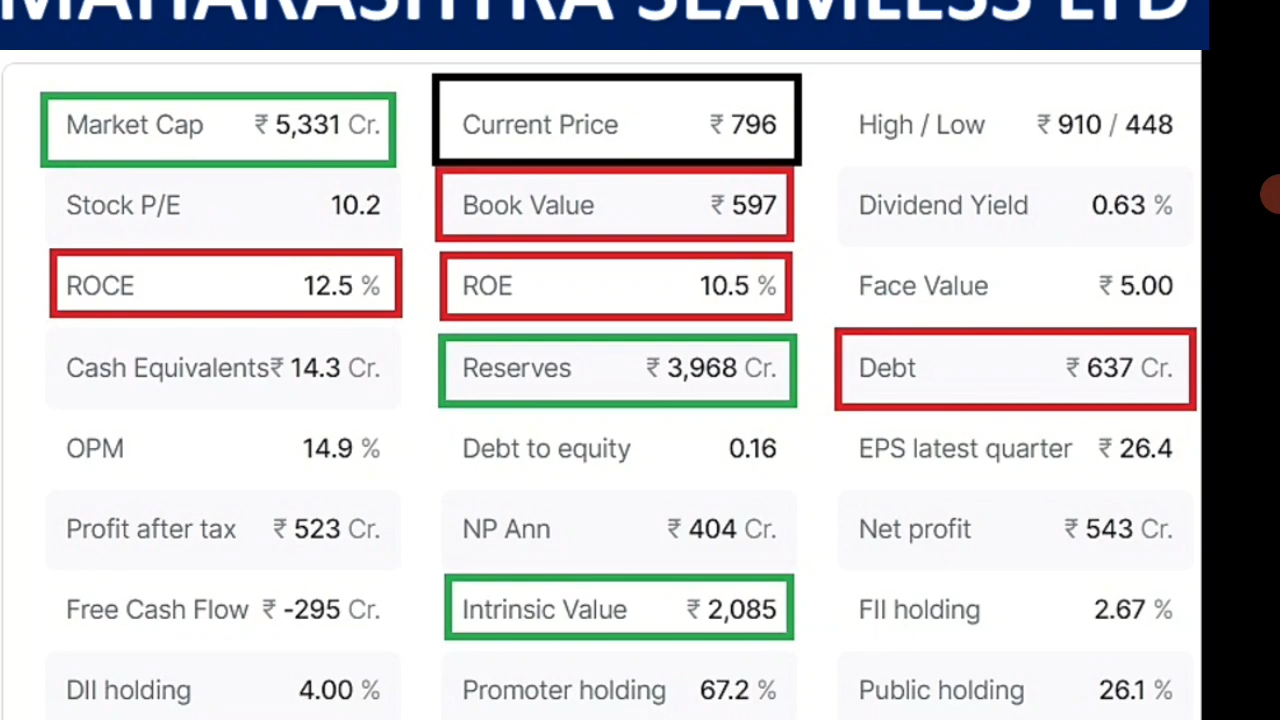 MAHARASHTRA SEAMLESS LTD
Market Cap ₹ 5,331 Cr. Current Price ₹ 796 High / Low ₹ 910 / 448
Stock P/E 10.2 Book Value ₹ 597 Dividend Yield 0.63 %
ROCE 12.5 % ROE 10.5 % Face Value ₹ 5.00
Cash Equivalents₹ 14.3 Cr. Reserves ₹ 3,968 Cr. Debt ₹ 637 Cr.
OPM 14.9 % Debt to equity 0.16 EPS latest quarter ₹ 26.4
Profit after tax ₹ 523 Cr. NP Ann ₹ 404 Cr. Net profit ₹ 543 Cr.
Free Cash Flow ₹ -295 Cr. Intrinsic Value ₹ 2,085 FII holding 2.67 %
DII holding 4.00 % Promoter holding 67.2 % Public holding 26.1 %